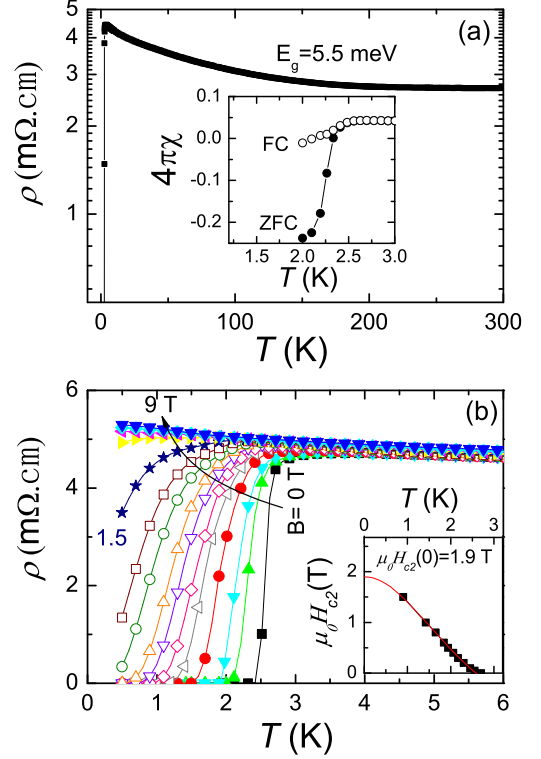 5
4
3
2
1
ρ (mΩ.cm)
(a)
E_g=5.5 meV
0.1
0.0
-0.1
-0.2
4πχ
FC
ZFC
1.5 2.0 2.5 3.0
T (K)
0 100 200 300
T (K)
6
4
2
0
ρ (mΩ.cm)
(b)
9 T
B= 0 T
1.5
T (K)
0 1 2 3
3
2
1
0
μ₀H_c2(T)
μ₀H_c2(0)=1.9 T
0 1 2 3 4 5 6
T (K)